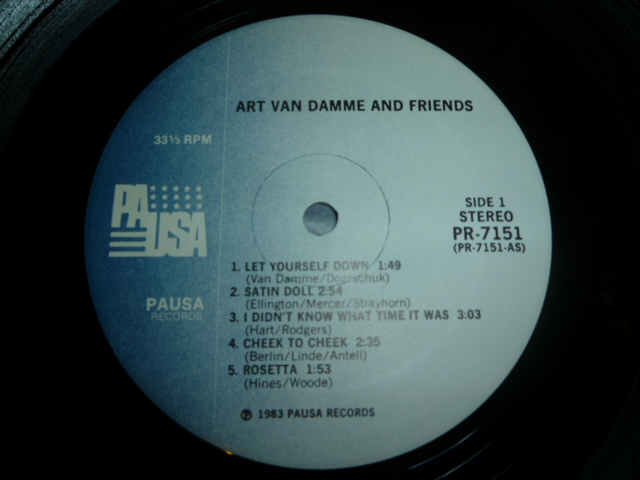 ART VAN DAMME AND FRIENDS
33⅓ RPM
PAUSA
PAUSA
RECORDS
SIDE 1
STEREO
PR-7151
(PR-7151-AS)
1. LET YOURSELF DOWN 1:49
(Van Damme/Doerschuk)
2. SATIN DOLL 2:54
(Ellington/Mercer/Strayhorn)
3. I DIDN'T KNOW WHAT TIME IT WAS 3:03
(Hart/Rodgers)
4. CHEEK TO CHEEK 2:35
(Berlin/Linde/Antell)
5. ROSETTA 1:53
(Hines/Woode)
℗ 1983 PAUSA RECORDS